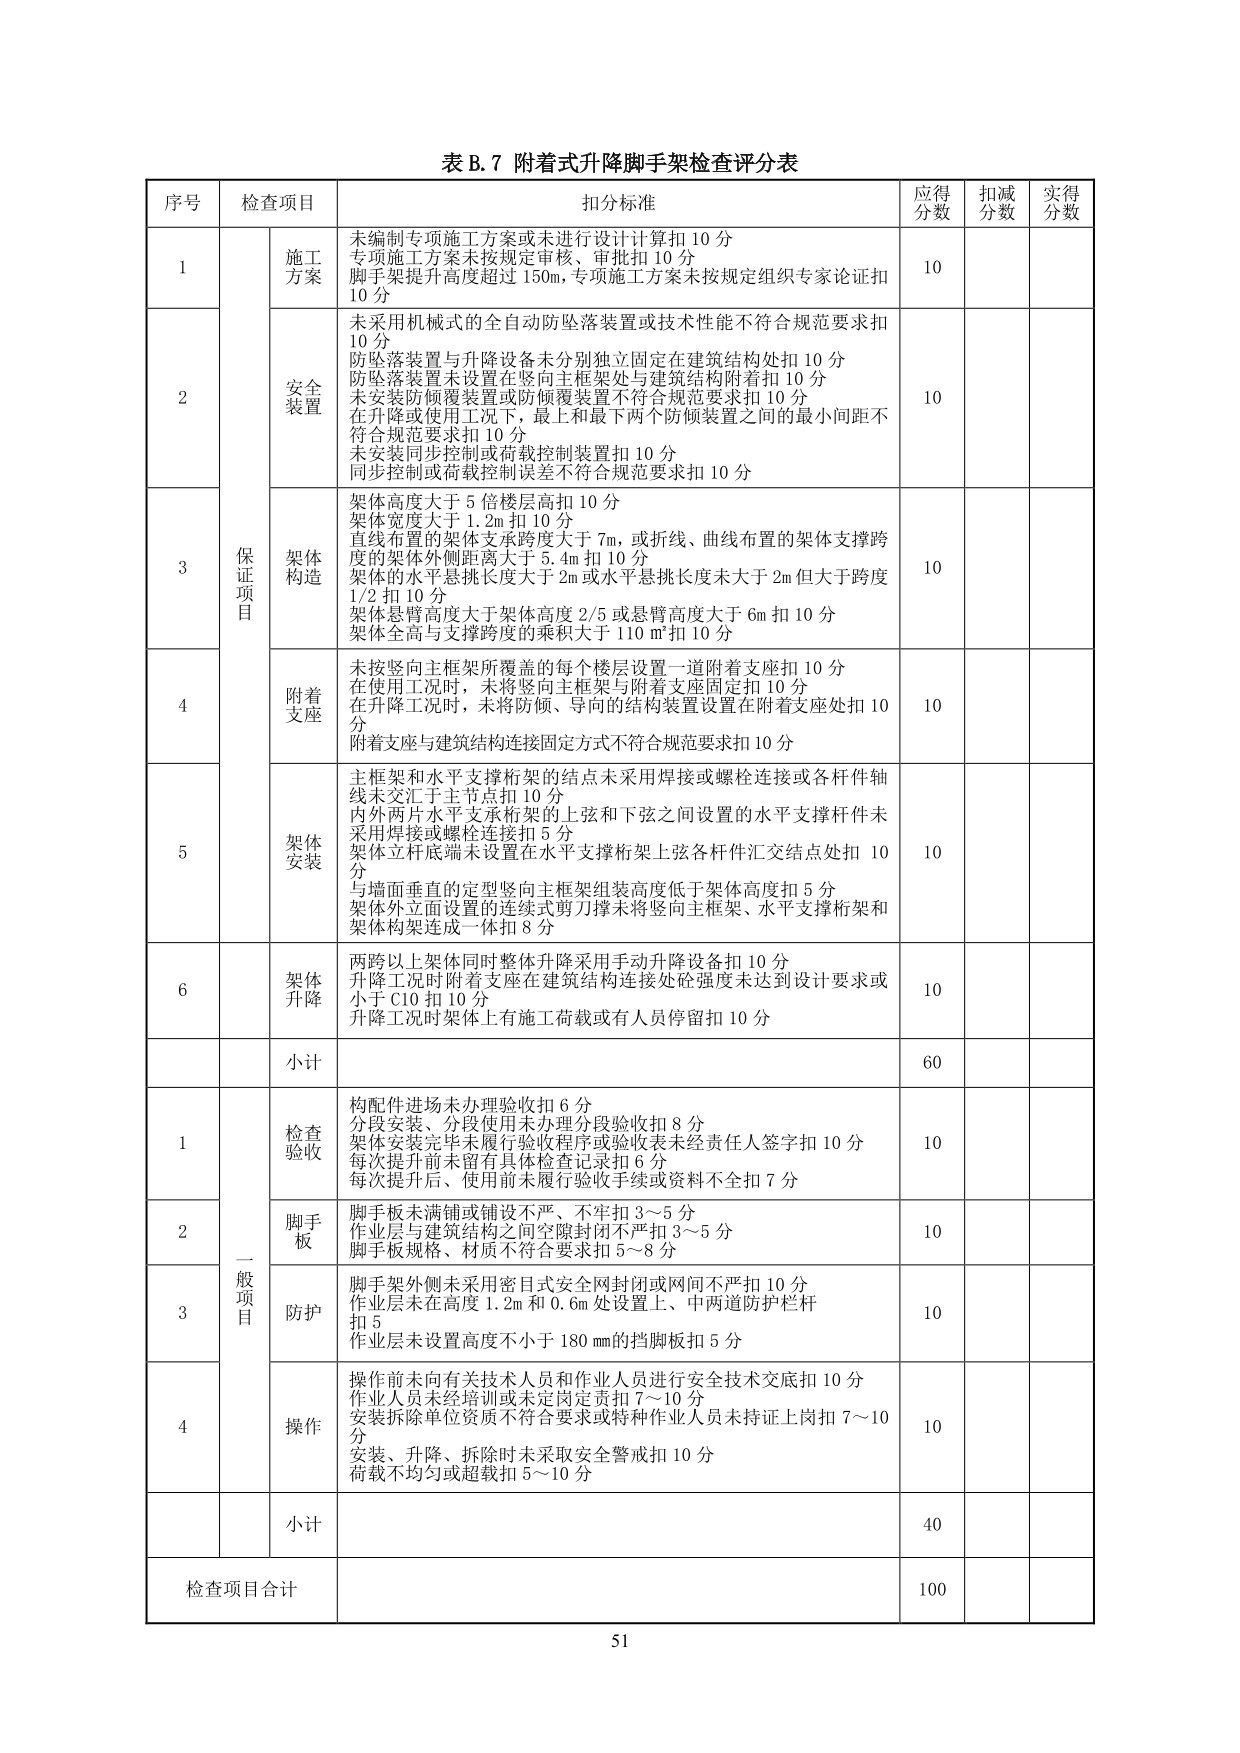 表 B.7 附着式升降脚手架检查评分表
序号 检查项目 扣分标准 应得分数 扣减分数 实得分数
保证项目
1 施工方案
未编制专项施工方案或未进行设计计算扣 10 分
专项施工方案未按规定审核、审批扣 10 分
脚手架提升高度超过 150m,专项施工方案未按规定组织专家论证扣
10 分
10
2 安全装置
未采用机械式的全自动防坠落装置或技术性能不符合规范要求扣
10 分
防坠落装置与升降设备未分别独立固定在建筑结构处扣 10 分
防坠落装置未设置在竖向主框架处与建筑结构附着扣 10 分
未安装防倾覆装置或防倾覆装置不符合规范要求扣 10 分
在升降或使用工况下，最上和最下两个防倾装置之间的最小间距不
符合规范要求扣 10 分
未安装同步控制或荷载控制装置扣 10 分
同步控制或荷载控制误差不符合规范要求扣 10 分
10
3 架体构造
架体高度大于 5 倍楼层高扣 10 分
架体宽度大于 1.2m 扣 10 分
直线布置的架体支承跨度大于 7m，或折线、曲线布置的架体支撑跨
度的架体外侧距离大于 5.4m 扣 10 分
架体的水平悬挑长度大于 2m 或水平悬挑长度未大于 2m 但大于跨度
1/2 扣 10 分
架体悬臂高度大于架体高度 2/5 或悬臂高度大于 6m 扣 10 分
架体全高与支撑跨度的乘积大于 110 ㎡扣 10 分
10
4 附着支座
未按竖向主框架所覆盖的每个楼层设置一道附着支座扣 10 分
在使用工况时，未将竖向主框架与附着支座固定扣 10 分
在升降工况时，未将防倾、导向的结构装置设置在附着支座处扣 10
分
附着支座与建筑结构连接固定方式不符合规范要求扣 10 分
10
5 架体安装
主框架和水平支撑桁架的结点未采用焊接或螺栓连接或各杆件轴
线未交汇于主节点扣 10 分
内外两片水平支承桁架的上弦和下弦之间设置的水平支撑杆件未
采用焊接或螺栓连接扣 5 分
架体立杆底端未设置在水平支撑桁架上弦各杆件汇交结点处扣 10
分
与墙面垂直的定型竖向主框架组装高度低于架体高度扣 5 分
架体外立面设置的连续式剪刀撑未将竖向主框架、水平支撑桁架和
架体构架连成一体扣 8 分
10
6 架体升降
两跨以上架体同时整体升降采用手动升降设备扣 10 分
升降工况时附着支座在建筑结构连接处砼强度未达到设计要求或
小于 C10 扣 10 分
升降工况时架体上有施工荷载或有人员停留扣 10 分
10
小计 60
一般项目
1 检查验收
构配件进场未办理验收扣 6 分
分段安装、分段使用未办理分段验收扣 8 分
架体安装完毕未履行验收程序或验收表未经责任人签字扣 10 分
每次提升前未留有具体检查记录扣 6 分
每次提升后、使用前未履行验收手续或资料不全扣 7 分
10
2 脚手板
脚手板未满铺或铺设不严、不牢扣 3～5 分
作业层与建筑结构之间空隙封闭不严扣 3～5 分
脚手板规格、材质不符合要求扣 5～8 分
10
3 防护
脚手架外侧未采用密目式安全网封闭或网间不严扣 10 分
作业层未在高度 1.2m 和 0.6m 处设置上、中两道防护栏杆
扣 5
作业层未设置高度不小于 180 ㎜的挡脚板扣 5 分
10
4 操作
操作前未向有关技术人员和作业人员进行安全技术交底扣 10 分
作业人员未经培训或未定岗定责扣 7～10 分
安装拆除单位资质不符合要求或特种作业人员未持证上岗扣 7～10
分
安装、升降、拆除时未采取安全警戒扣 10 分
荷载不均匀或超载扣 5～10 分
10
小计 40
检查项目合计 100
51